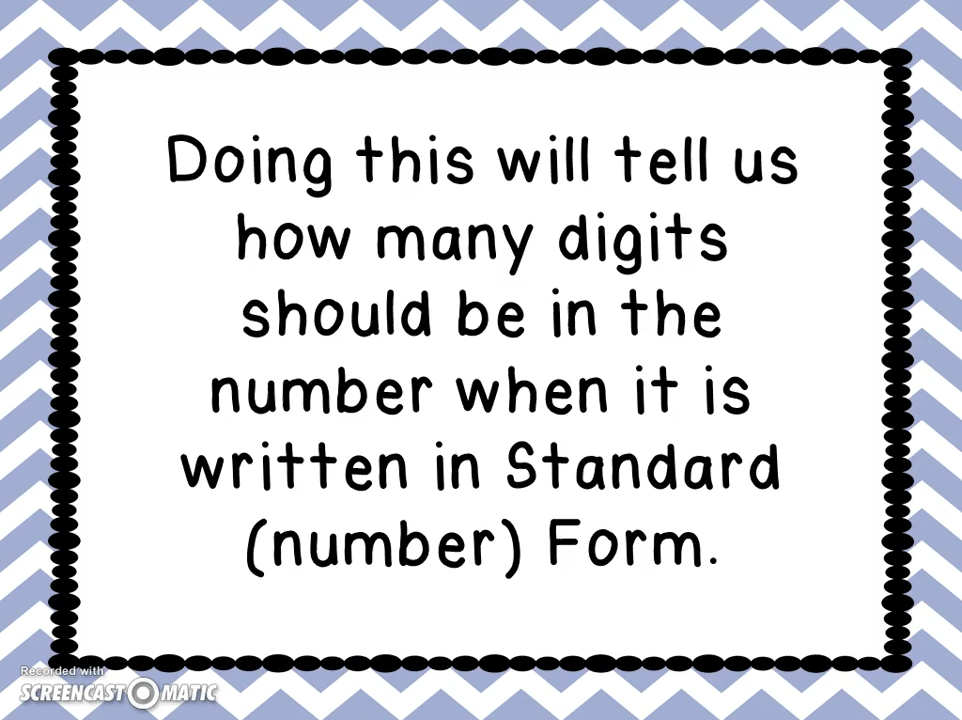 Doing this will tell us
how many digits
should be in the
number when it is
written in Standard
(number) Form.
Recorded with
SCREENCAST-O-MATIC